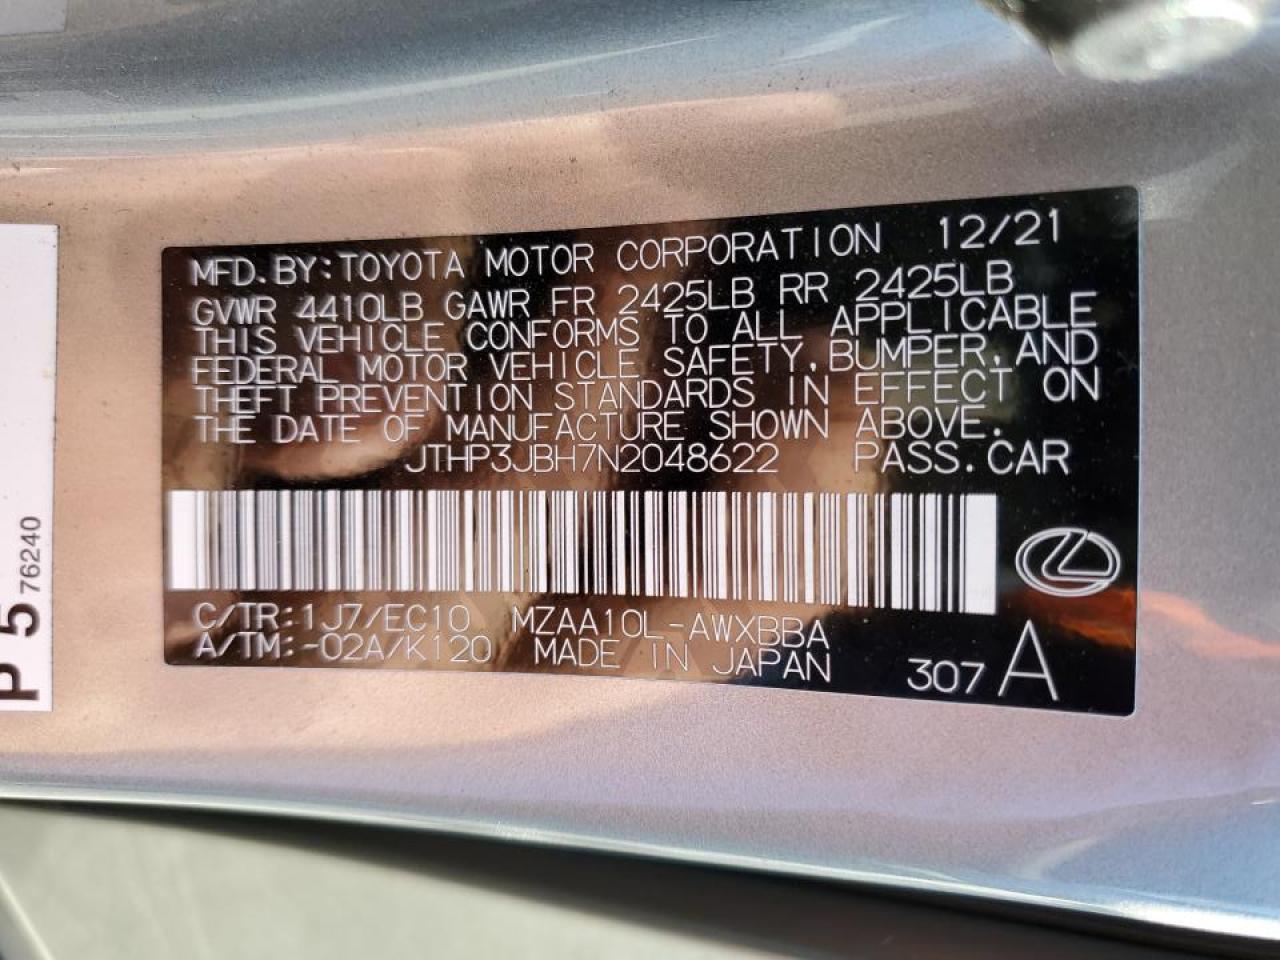 MFD.BY:TOYOTA MOTOR CORPORATION 12/21
GVWR 4410LB GAWR FR 2425LB RR 2425LB
THIS VEHICLE CONFORMS TO ALL APPLICABLE
FEDERAL MOTOR VEHICLE SAFETY,BUMPER,AND
THEFT PREVENTION STANDARDS IN EFFECT ON
THE DATE OF MANUFACTURE SHOWN ABOVE.
JTHP3JBH7N2048622 PASS.CAR
C/TR:1J7/EC10 MZAA10L-AWXBBA
A/TM:-02A/K120 MADE IN JAPAN 307 A
P 5
76240